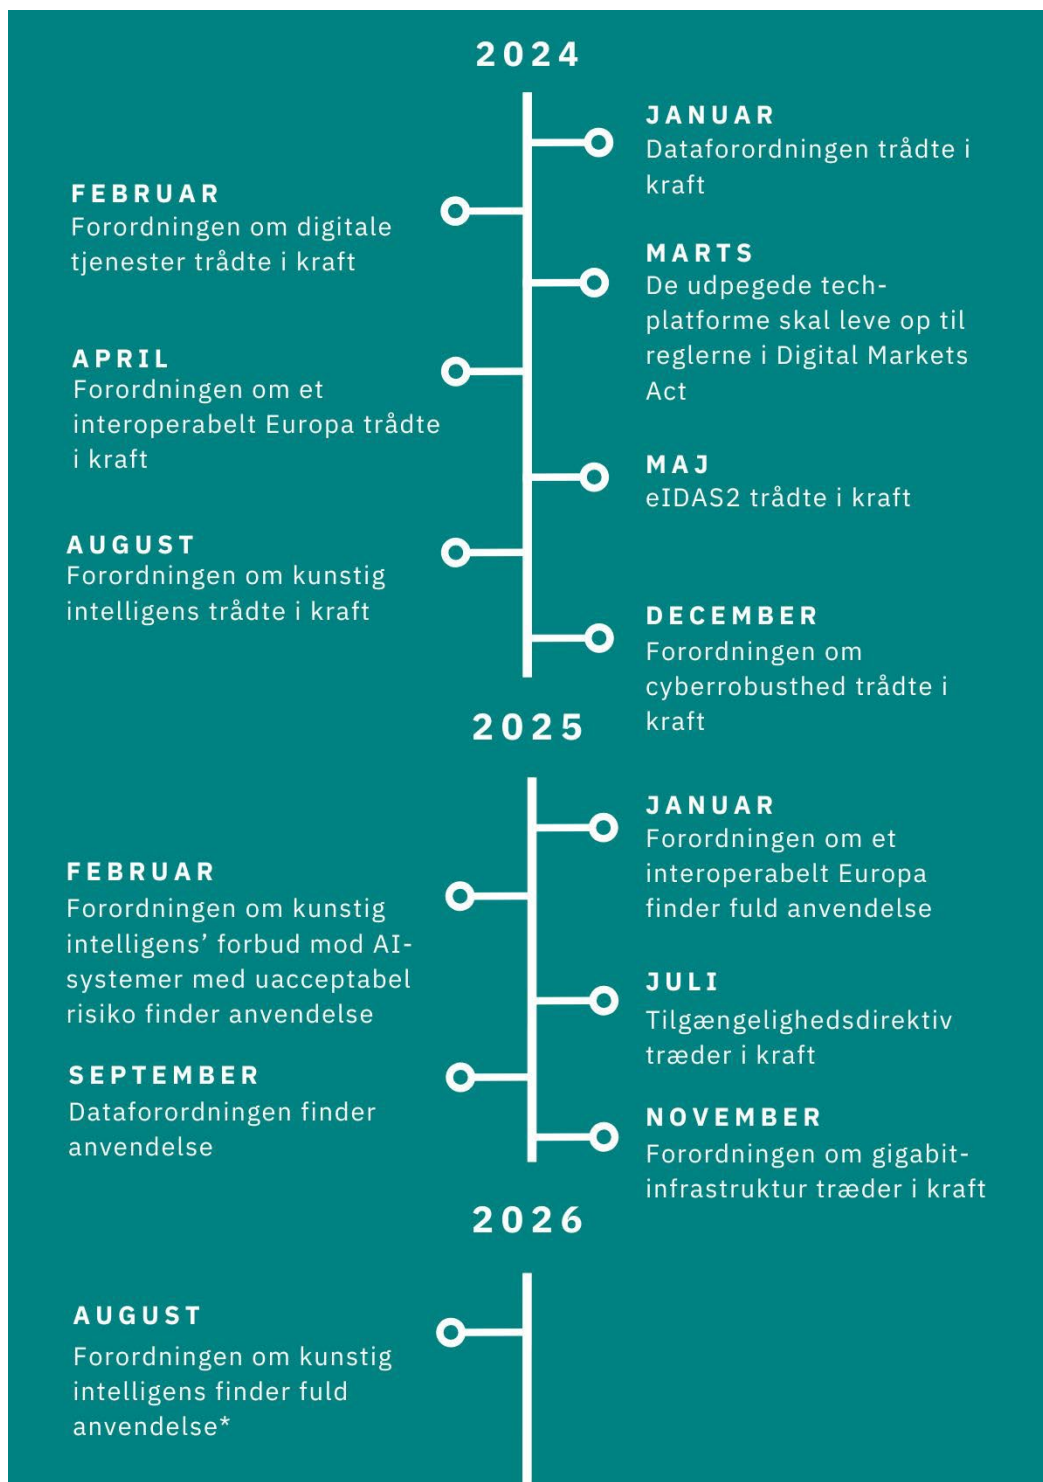 2024
JANUAR
Dataforordningen trådte i
kraft
FEBRUAR
Forordningen om digitale
tjenester trådte i kraft
MARTS
De udpegede tech-
platforme skal leve op til
reglerne i Digital Markets
Act
APRIL
Forordningen om et
interoperabelt Europa trådte
i kraft
MAJ
eIDAS2 trådte i kraft
AUGUST
Forordningen om kunstig
intelligens trådte i kraft
DECEMBER
Forordningen om
cyberrobusthed trådte i
kraft
2025
JANUAR
Forordningen om et
interoperabelt Europa
finder fuld anvendelse
FEBRUAR
Forordningen om kunstig
intelligens’ forbud mod AI-
systemer med uacceptabel
risiko finder anvendelse
JULI
Tilgængelighedsdirektiv
træder i kraft
SEPTEMBER
Dataforordningen finder
anvendelse
NOVEMBER
Forordningen om gigabit-
infrastruktur træder i kraft
2026
AUGUST
Forordningen om kunstig
intelligens finder fuld
anvendelse*